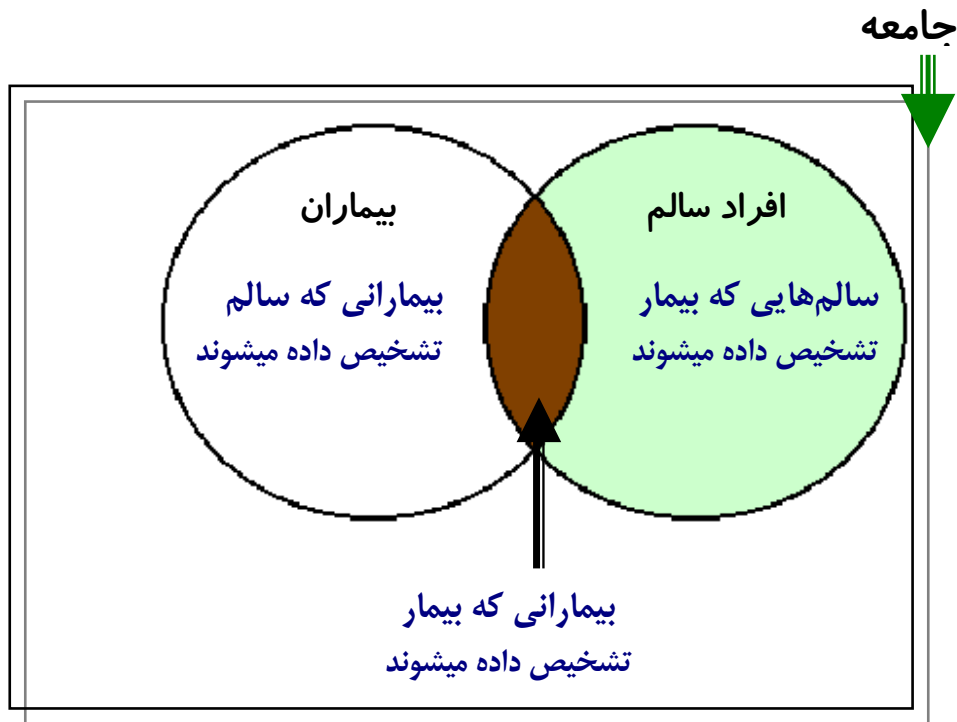 جامعه
افراد سالم
سالم‌هایی که بیمار
تشخیص داده میشوند
بیماران
بیمارانی که سالم
تشخیص داده میشوند
بیمارانی که بیمار
تشخیص داده میشوند